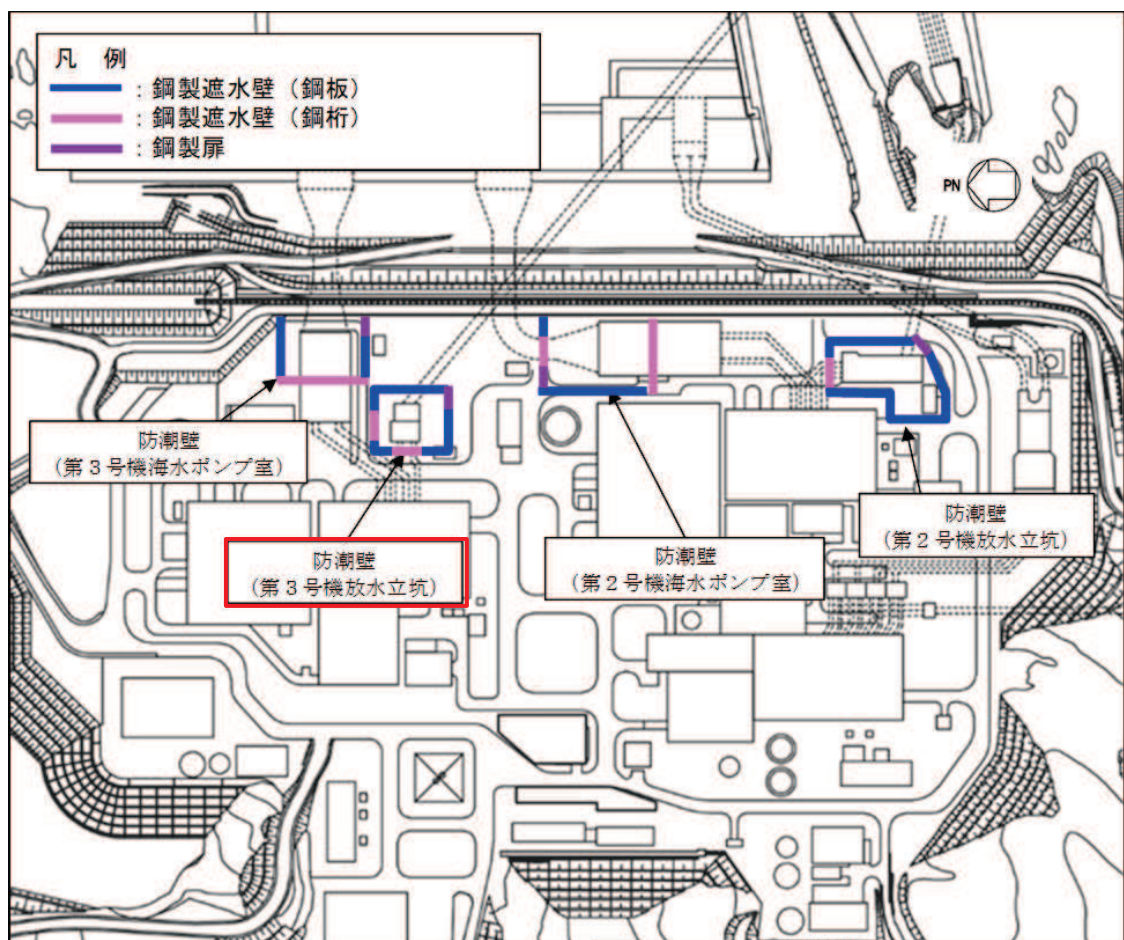 凡 例
：鋼製遮水壁（鋼板）
：鋼製遮水壁（鋼桁）
：鋼製扉
PN
防潮壁
（第３号機海水ポンプ室）
防潮壁
（第３号機放水立坑）
防潮壁
（第２号機海水ポンプ室）
防潮壁
（第２号機放水立坑）